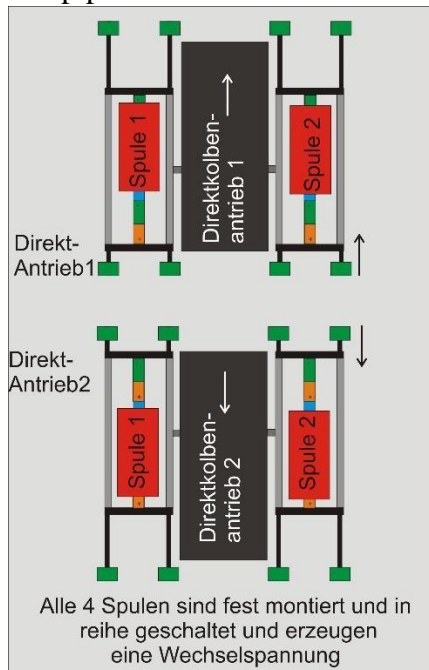 Spule 1
Direktkolben-
antrieb 1
Spule 2
Direkt-
Antrieb1
Direkt-
Antrieb2
Spule 1
Direktkolben-
antrieb 2
Spule 2
Alle 4 Spulen sind fest montiert und in
reihe geschaltet und erzeugen
eine Wechselspannung